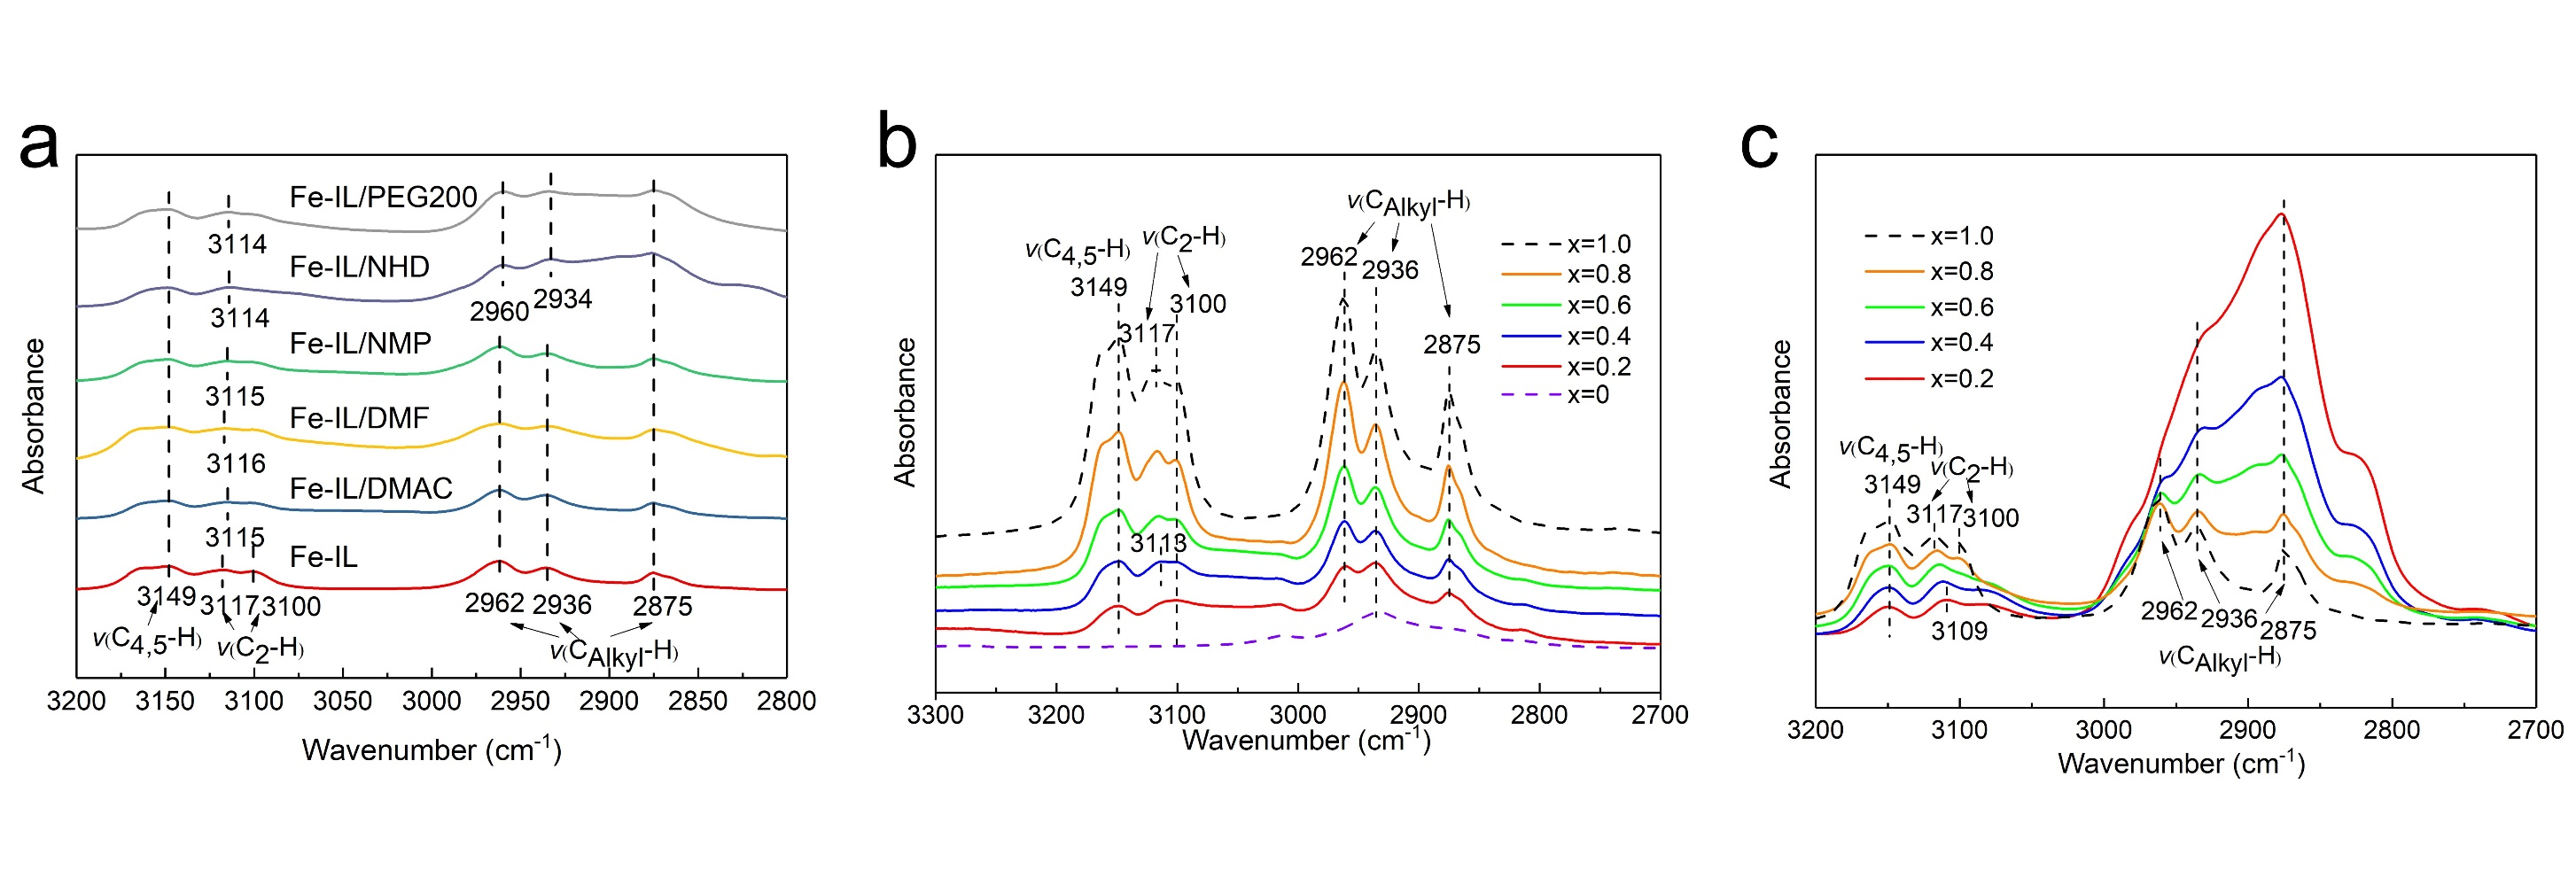 a
Absorbance
Fe-IL/PEG200
3114
Fe-IL/NHD
3114
2960 2934
Fe-IL/NMP
3115
Fe-IL/DMF
3116
Fe-IL/DMAC
3115
Fe-IL
3149 3117 3100 2962 2936 2875
ν(C4,5-H) ν(C2-H) ν(CAlkyl-H)
3200 3150 3100 3050 3000 2950 2900 2850 2800
Wavenumber (cm-1)
b
Absorbance
ν(CAlkyl-H)
ν(C4,5-H) ν(C2-H)
2962 2936
3149 3100
3117 2875
3113
x=1.0
x=0.8
x=0.6
x=0.4
x=0.2
x=0
3300 3200 3100 3000 2900 2800 2700
Wavenumber (cm-1)
c
Absorbance
x=1.0
x=0.8
x=0.6
x=0.4
x=0.2
ν(C4,5-H) ν(C2-H)
3149
3117 3100
3109
2962 2936 2875
ν(CAlkyl-H)
3200 3100 3000 2900 2800 2700
Wavenumber (cm-1)